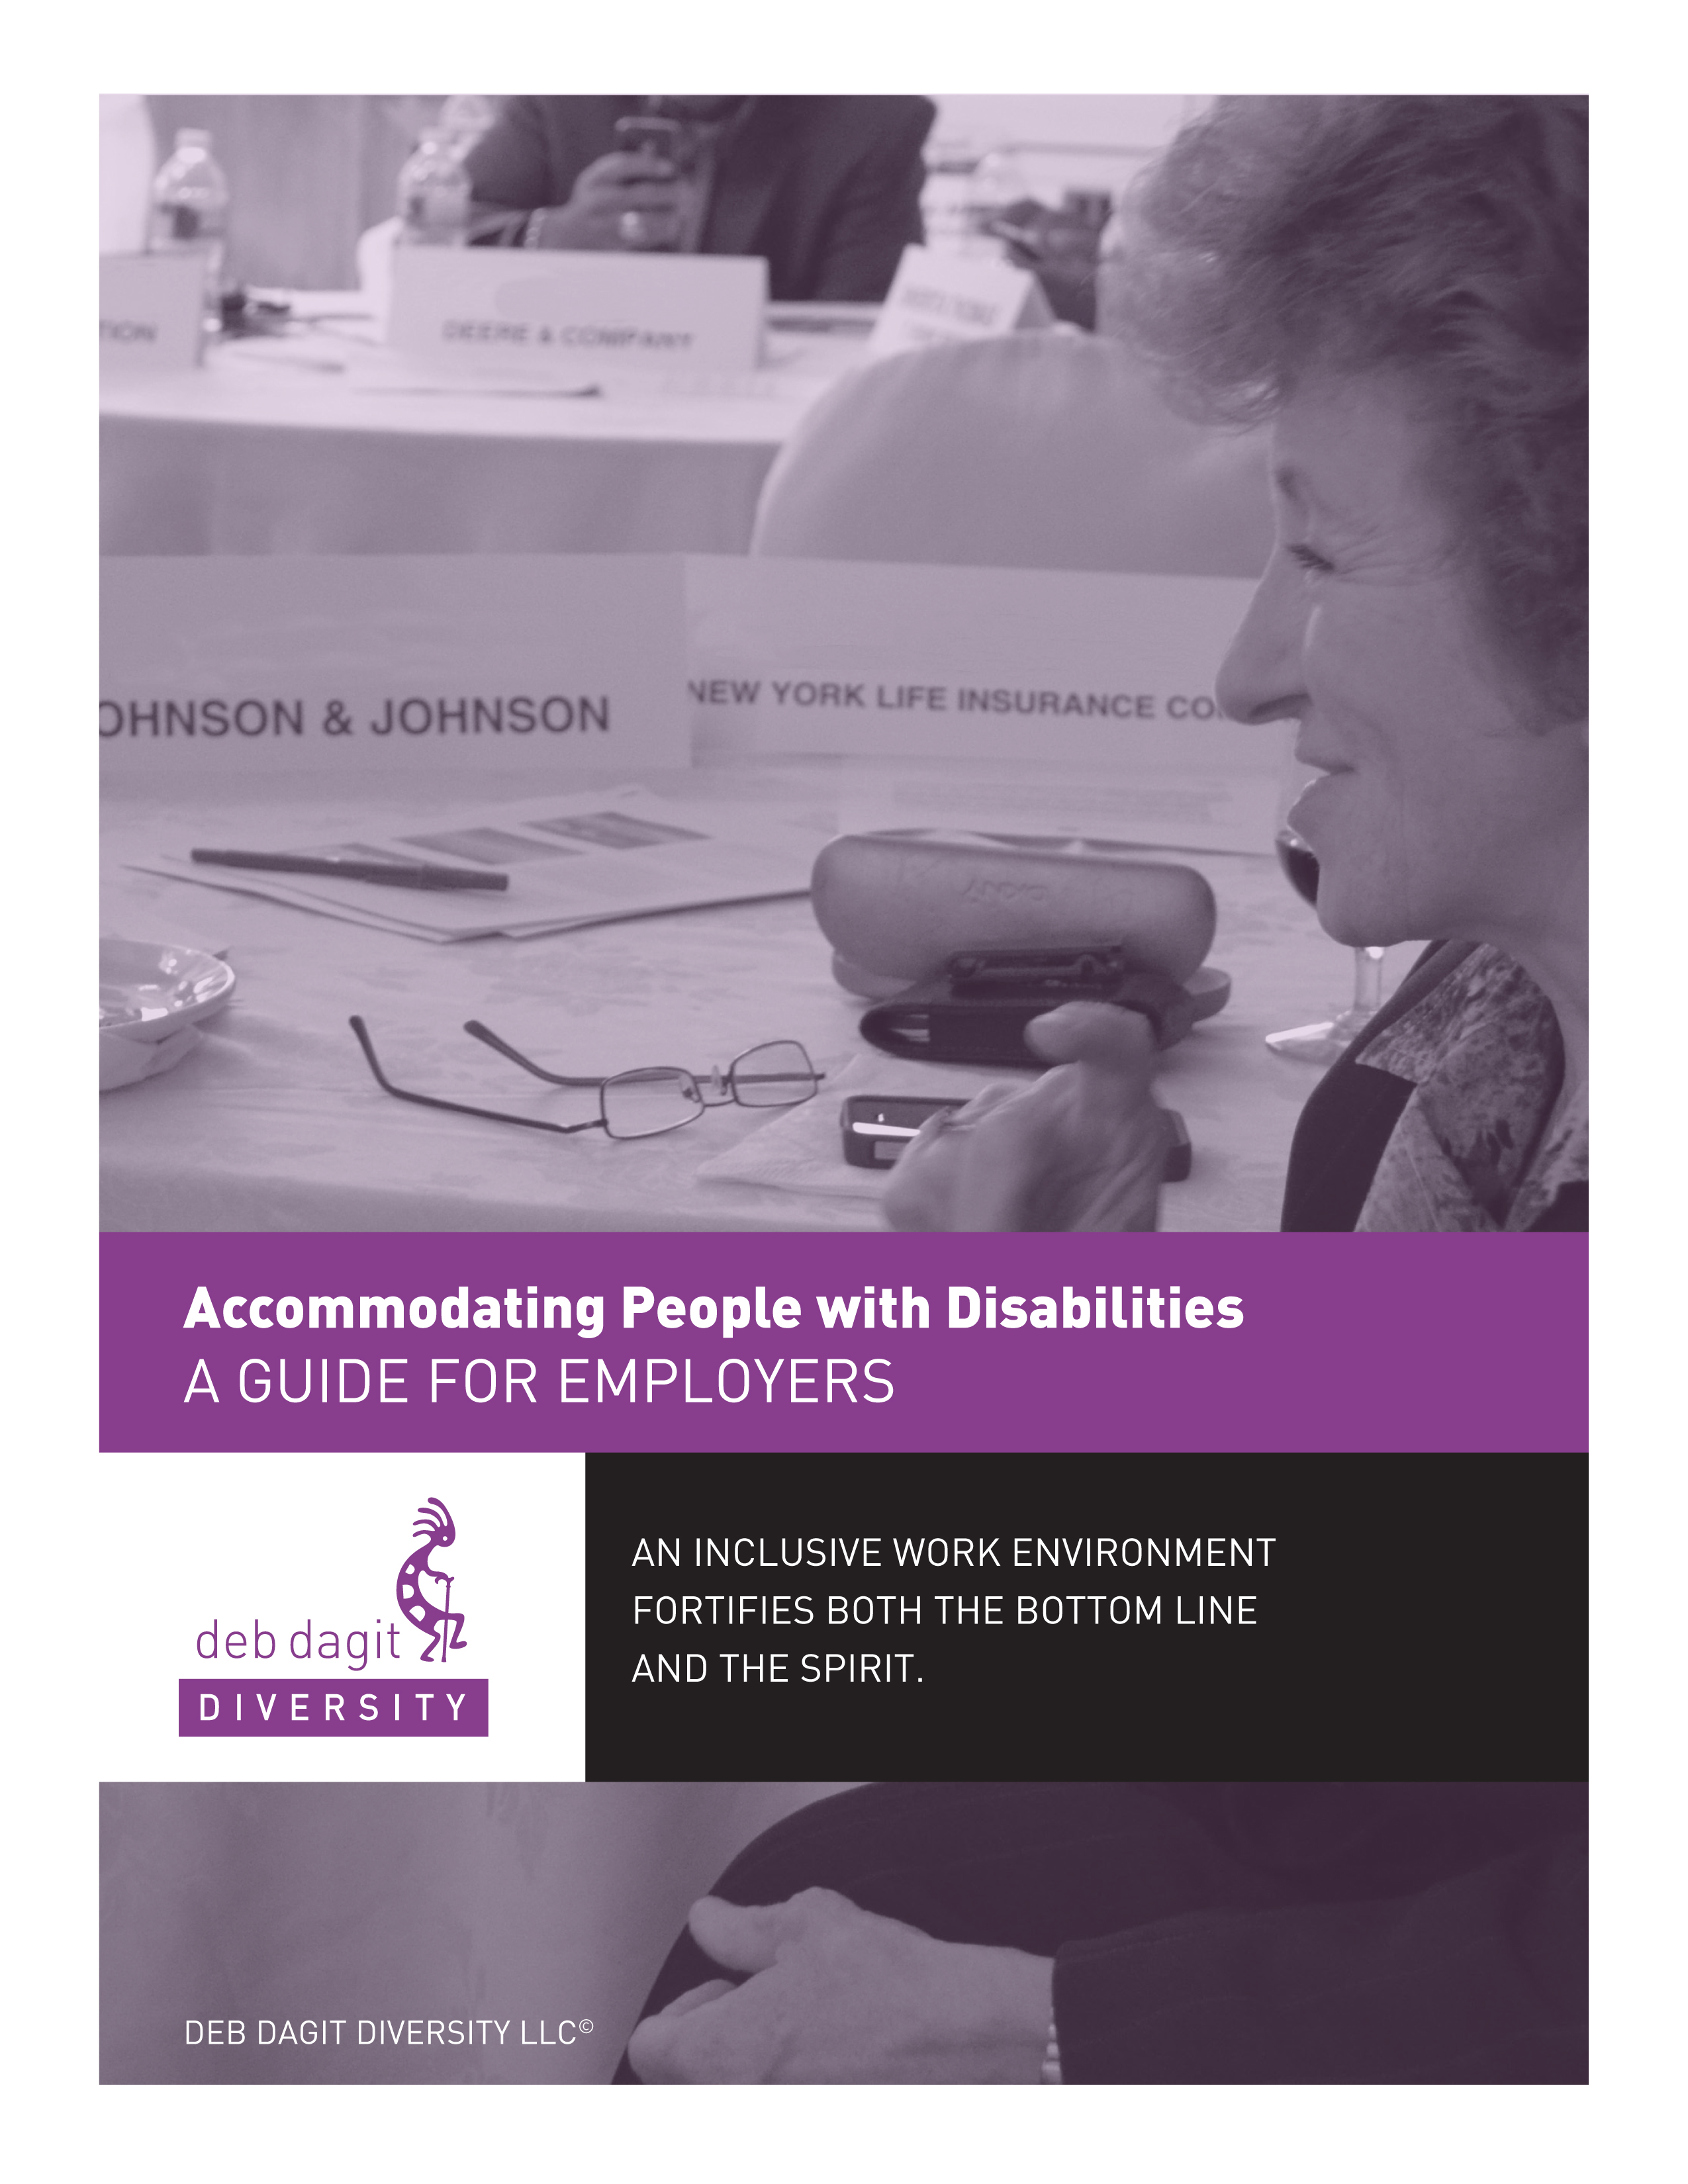 TION
DEERE & COMPANY
OHNSON & JOHNSON
NEW YORK LIFE INSURANCE CO
Accommodating People with Disabilities
A GUIDE FOR EMPLOYERS
deb dagit
DIVERSITY
AN INCLUSIVE WORK ENVIRONMENT
FORTIFIES BOTH THE BOTTOM LINE
AND THE SPIRIT.
DEB DAGIT DIVERSITY LLC©